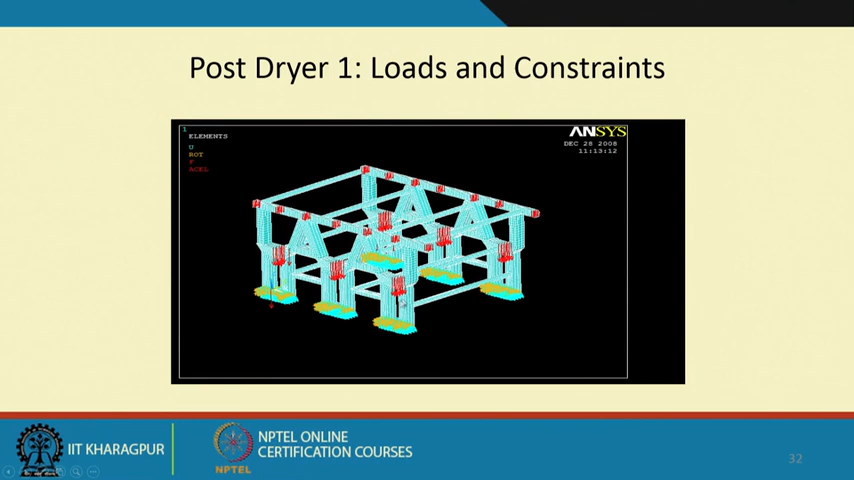 Post Dryer 1: Loads and Constraints
1
ELEMENTS
U
ROT
F
ACEL
ANSYS
DEC 28 2008
11:13:12
IIT KHARAGPUR
NPTEL
NPTEL ONLINE
CERTIFICATION COURSES
32